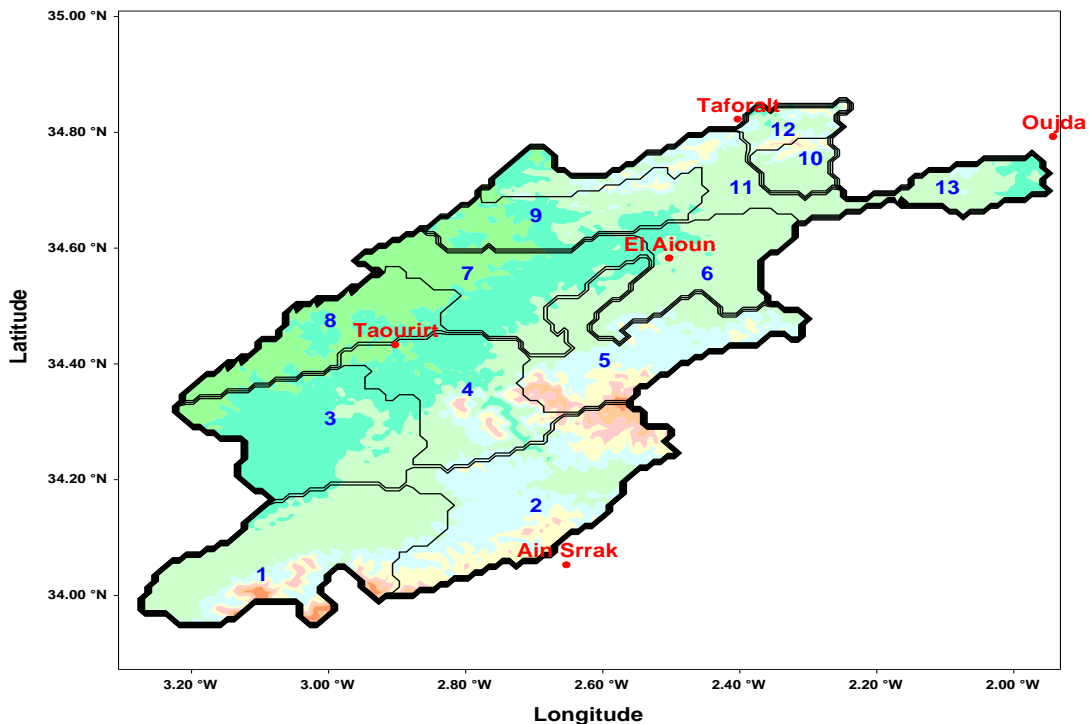 35.00 °N
34.80 °N
34.60 °N
34.40 °N
34.20 °N
34.00 °N
Latitude
Taforalt
Oujda
12
10
11
13
9
El Aioun
7
6
8
Taourirt
5
4
3
2
Ain Srrak
1
3.20 °W
3.00 °W
2.80 °W
2.60 °W
2.40 °W
2.20 °W
2.00 °W
Longitude